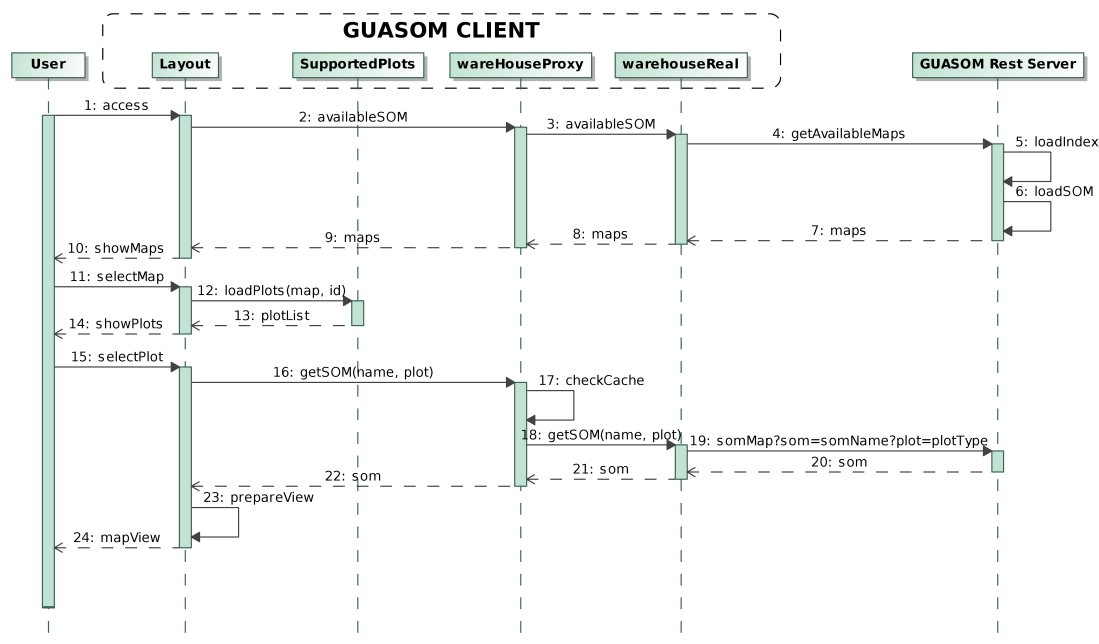 GUASOM CLIENT
User
Layout
SupportedPlots
wareHouseProxy
warehouseReal
GUASOM Rest Server
1: access
2: availableSOM
3: availableSOM
4: getAvailableMaps
5: loadIndex
6: loadSOM
7: maps
8: maps
9: maps
10: showMaps
11: selectMap
12: loadPlots(map, id)
13: plotList
14: showPlots
15: selectPlot
16: getSOM(name, plot)
17: checkCache
18: getSOM(name, plot)
19: somMap?som=somName?plot=plotType
20: som
21: som
22: som
23: prepareView
24: mapView